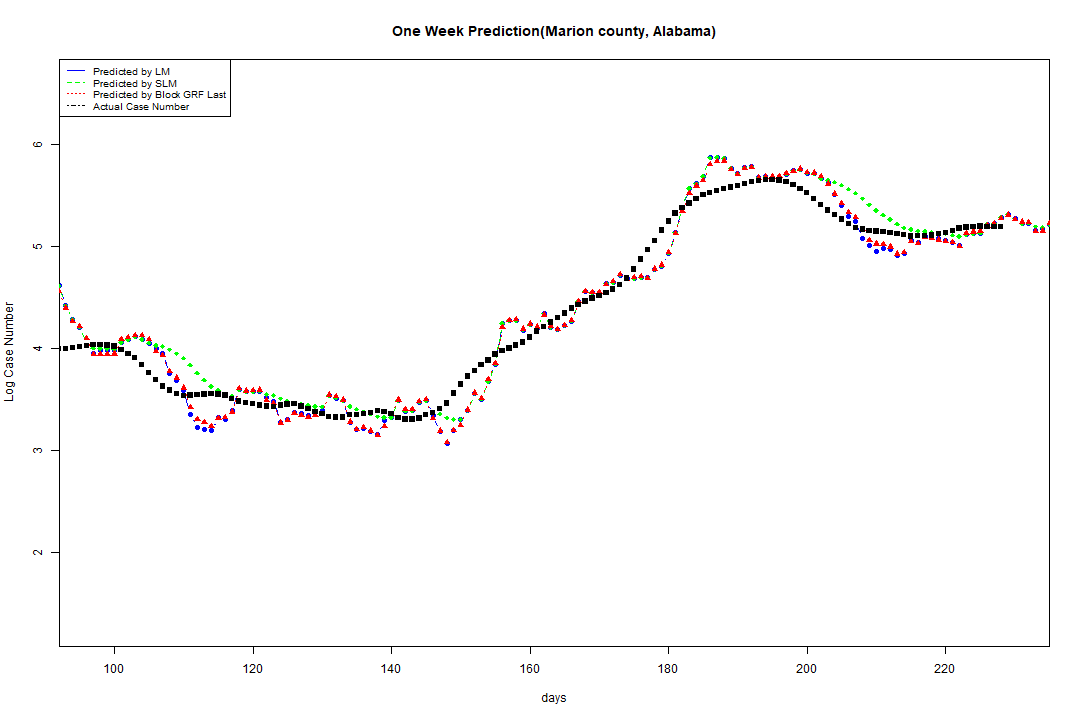 One Week Prediction(Marion county, Alabama)
Predicted by LM
Predicted by SLM
Predicted by Block GRF Last
Actual Case Number
6
5
4
3
2
Log Case Number
100 120 140 160 180 200 220
days